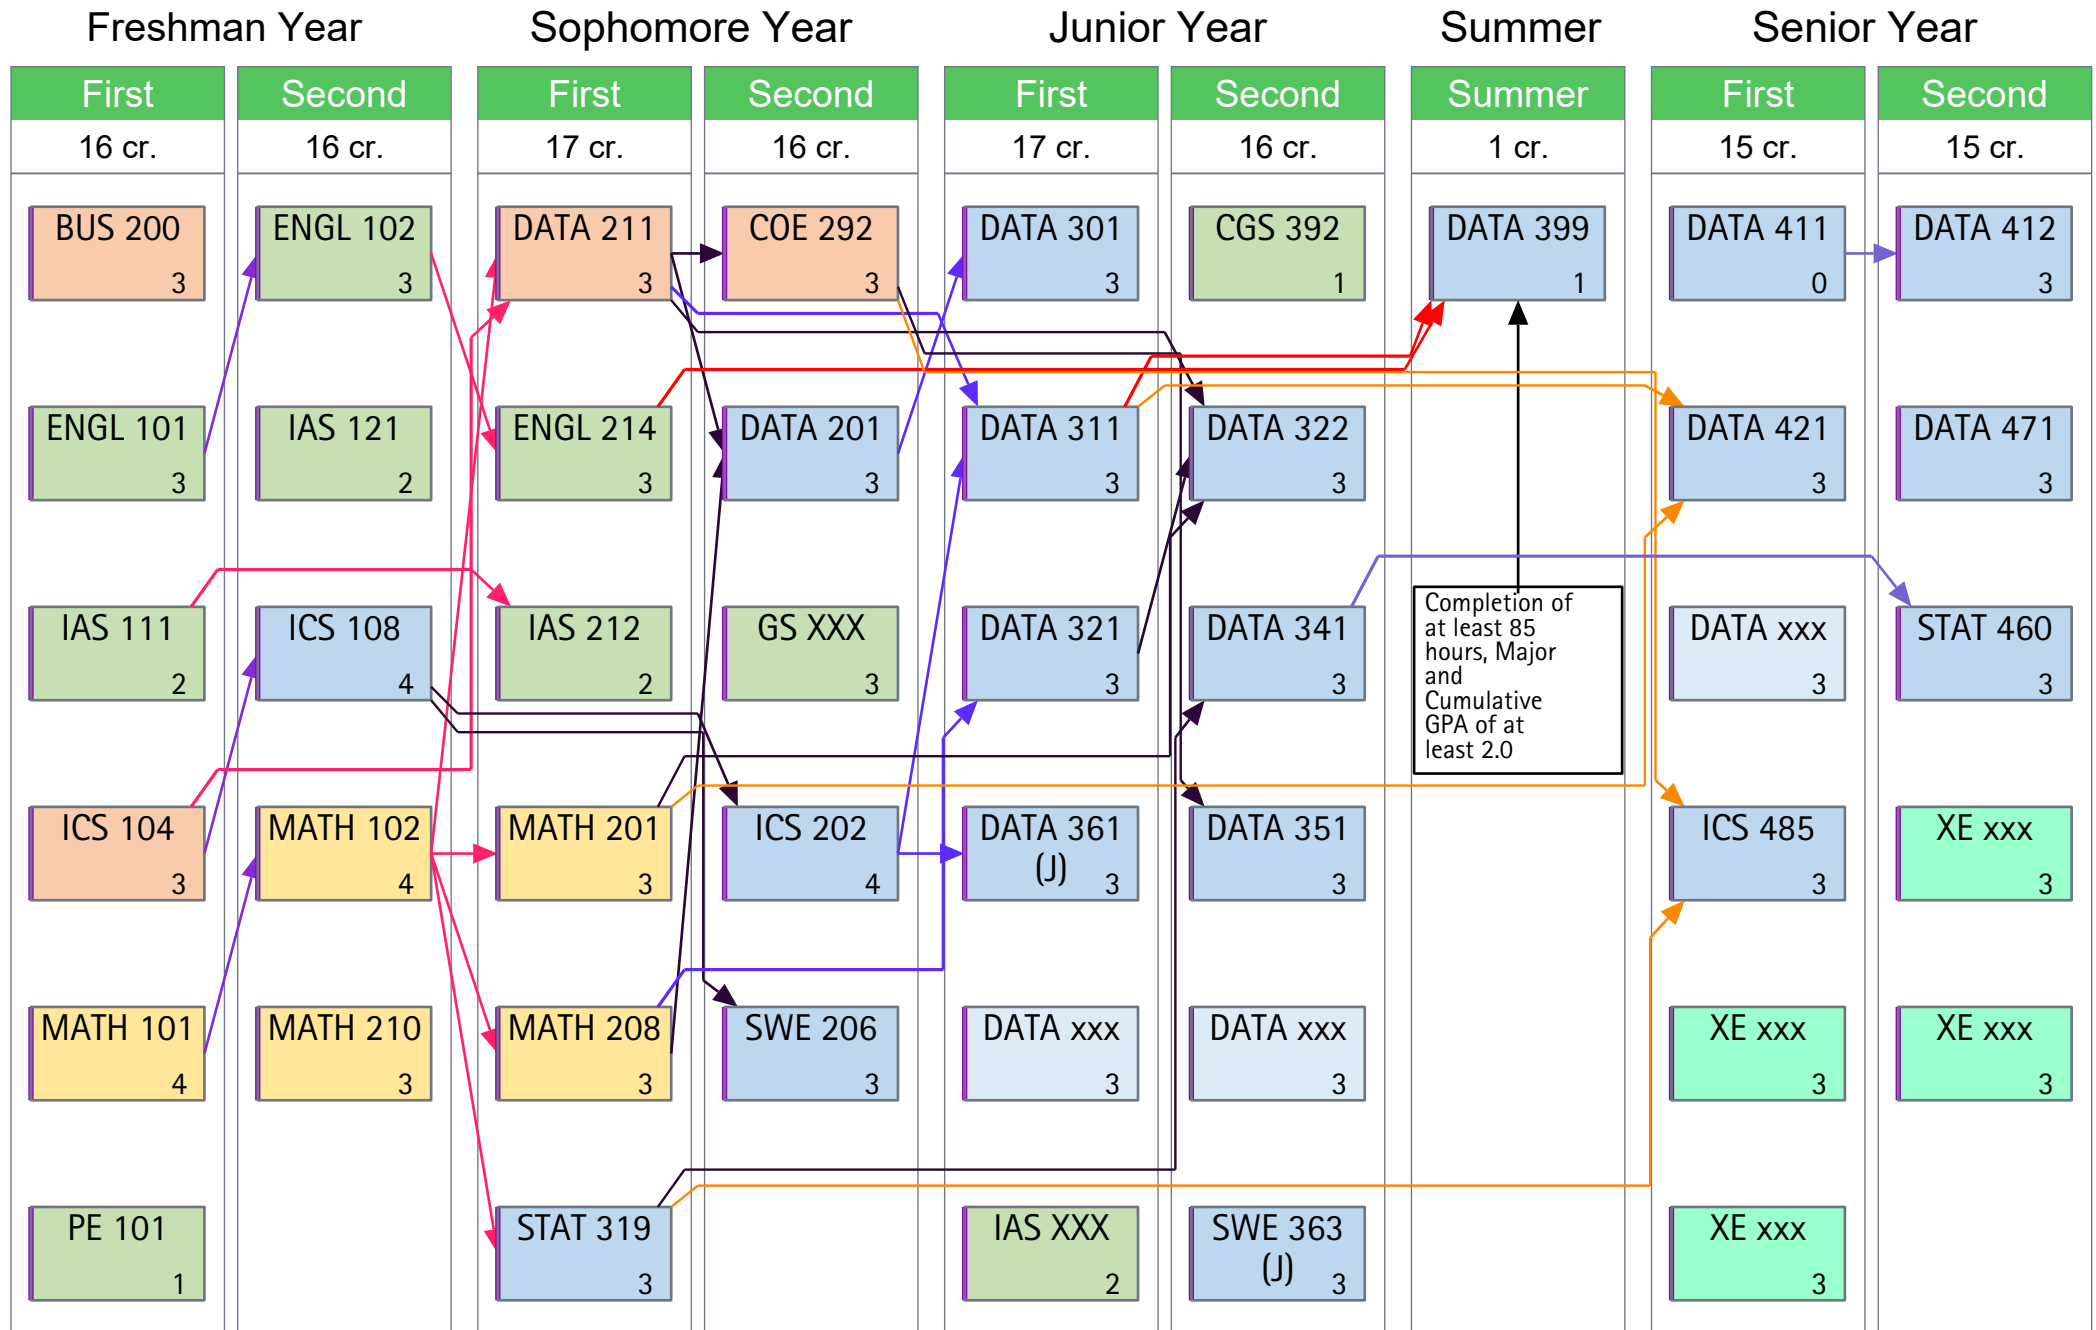 Freshman Year
Sophomore Year
Junior Year
Summer
Senior Year
First
Second
First
Second
First
Second
Summer
First
Second
16 cr.
16 cr.
17 cr.
16 cr.
17 cr.
16 cr.
1 cr.
15 cr.
15 cr.
BUS 200
3
ENGL 102
3
DATA 211
3
COE 292
3
DATA 301
3
CGS 392
1
DATA 399
1
DATA 411
0
DATA 412
3
ENGL 101
3
IAS 121
2
ENGL 214
3
DATA 201
3
DATA 311
3
DATA 322
3
DATA 421
3
DATA 471
3
IAS 111
2
ICS 108
4
IAS 212
2
GS XXX
3
DATA 321
3
DATA 341
3
Completion of
at least 85
hours, Major
and
Cumulative
GPA of at
least 2.0
DATA xxx
3
STAT 460
3
ICS 104
3
MATH 102
4
MATH 201
3
ICS 202
4
DATA 361
(J) 3
DATA 351
3
ICS 485
3
XE xxx
3
MATH 101
4
MATH 210
3
MATH 208
3
SWE 206
3
DATA xxx
3
DATA xxx
3
XE xxx
3
XE xxx
3
PE 101
1
STAT 319
3
IAS XXX
2
SWE 363
(J) 3
XE xxx
3